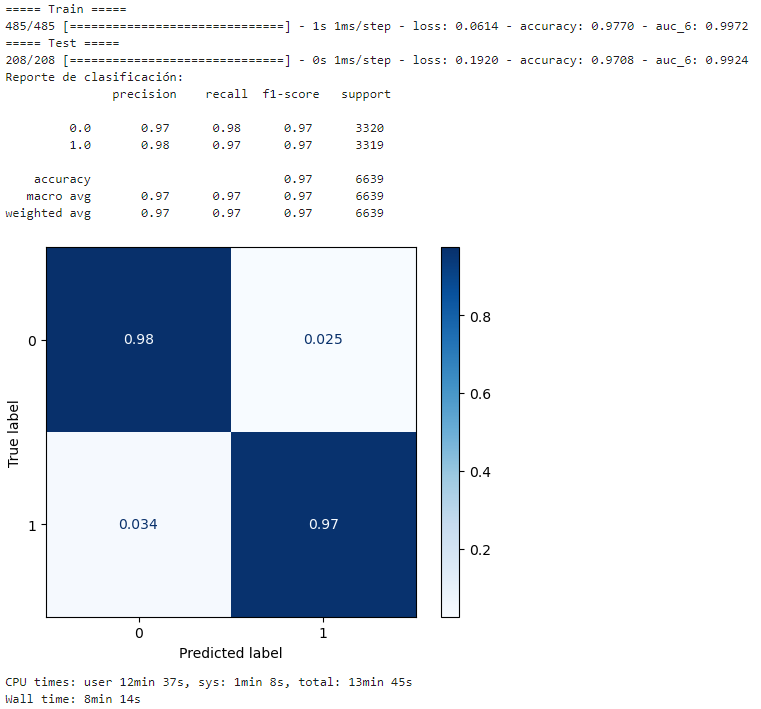 ===== Train =====
485/485 [==============================] - 1s 1ms/step - loss: 0.0614 - accuracy: 0.9770 - auc_6: 0.9972
===== Test =====
208/208 [==============================] - 0s 1ms/step - loss: 0.1920 - accuracy: 0.9708 - auc_6: 0.9924
Reporte de clasificación:
precision recall f1-score support
0.0 0.97 0.98 0.97 3320
1.0 0.98 0.97 0.97 3319
accuracy 0.97 6639
macro avg 0.97 0.97 0.97 6639
weighted avg 0.97 0.97 0.97 6639
0.8
0 0.98 0.025
0.6
True label
0.4
1 0.034 0.97
0.2
0 1
Predicted label
CPU times: user 12min 37s, sys: 1min 8s, total: 13min 45s
Wall time: 8min 14s